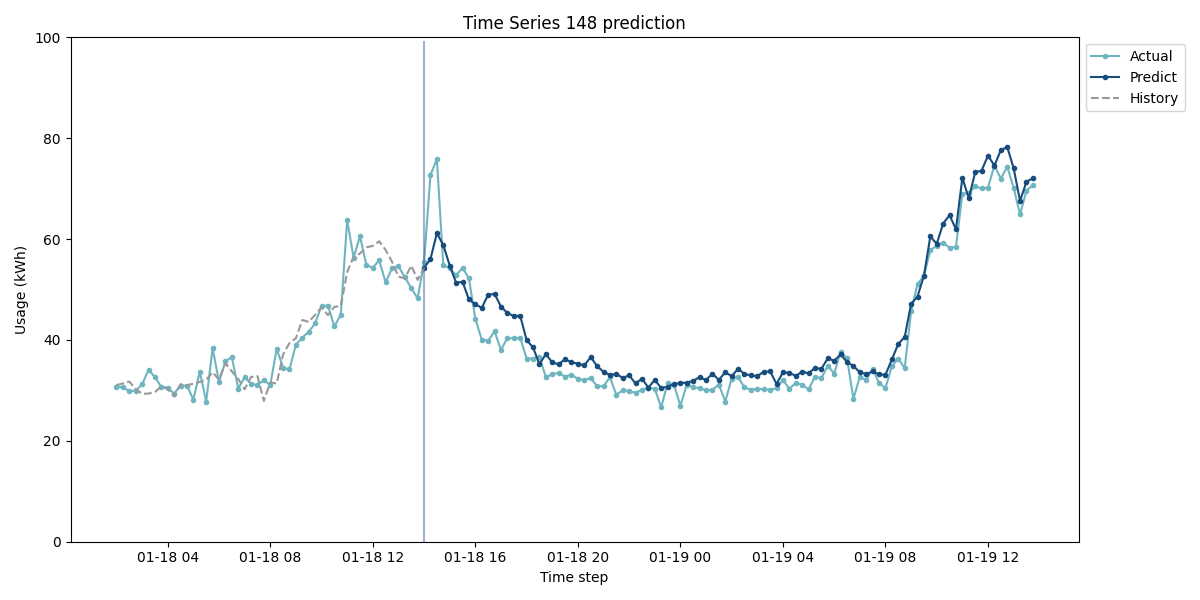 Time Series 148 prediction
Usage (kWh)
100
80
60
40
20
0
01-18 04
01-18 08
01-18 12
01-18 16
01-18 20
01-19 00
01-19 04
01-19 08
01-19 12
Time step
Actual
Predict
History